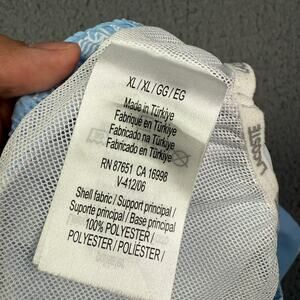 XL / XL / GG / EG
Made in Türkiye
Fabriqué en Türkiye
Fabricado na Türkiye
Fabricado en Türkiye
RN 87651 CA 16998
V-412/06
Shell fabric / Support principal /
Suporte principal / Base principal
100% POLYESTER /
POLYESTER / POLIÉSTER /
LACOSTE